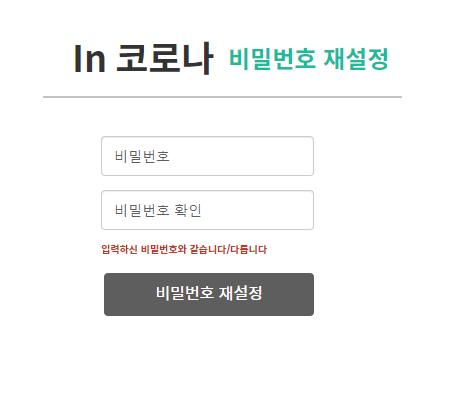 In 코로나 비밀번호 재설정
비밀번호
비밀번호 확인
입력하신 비밀번호와 같습니다/다릅니다
비밀번호 재설정